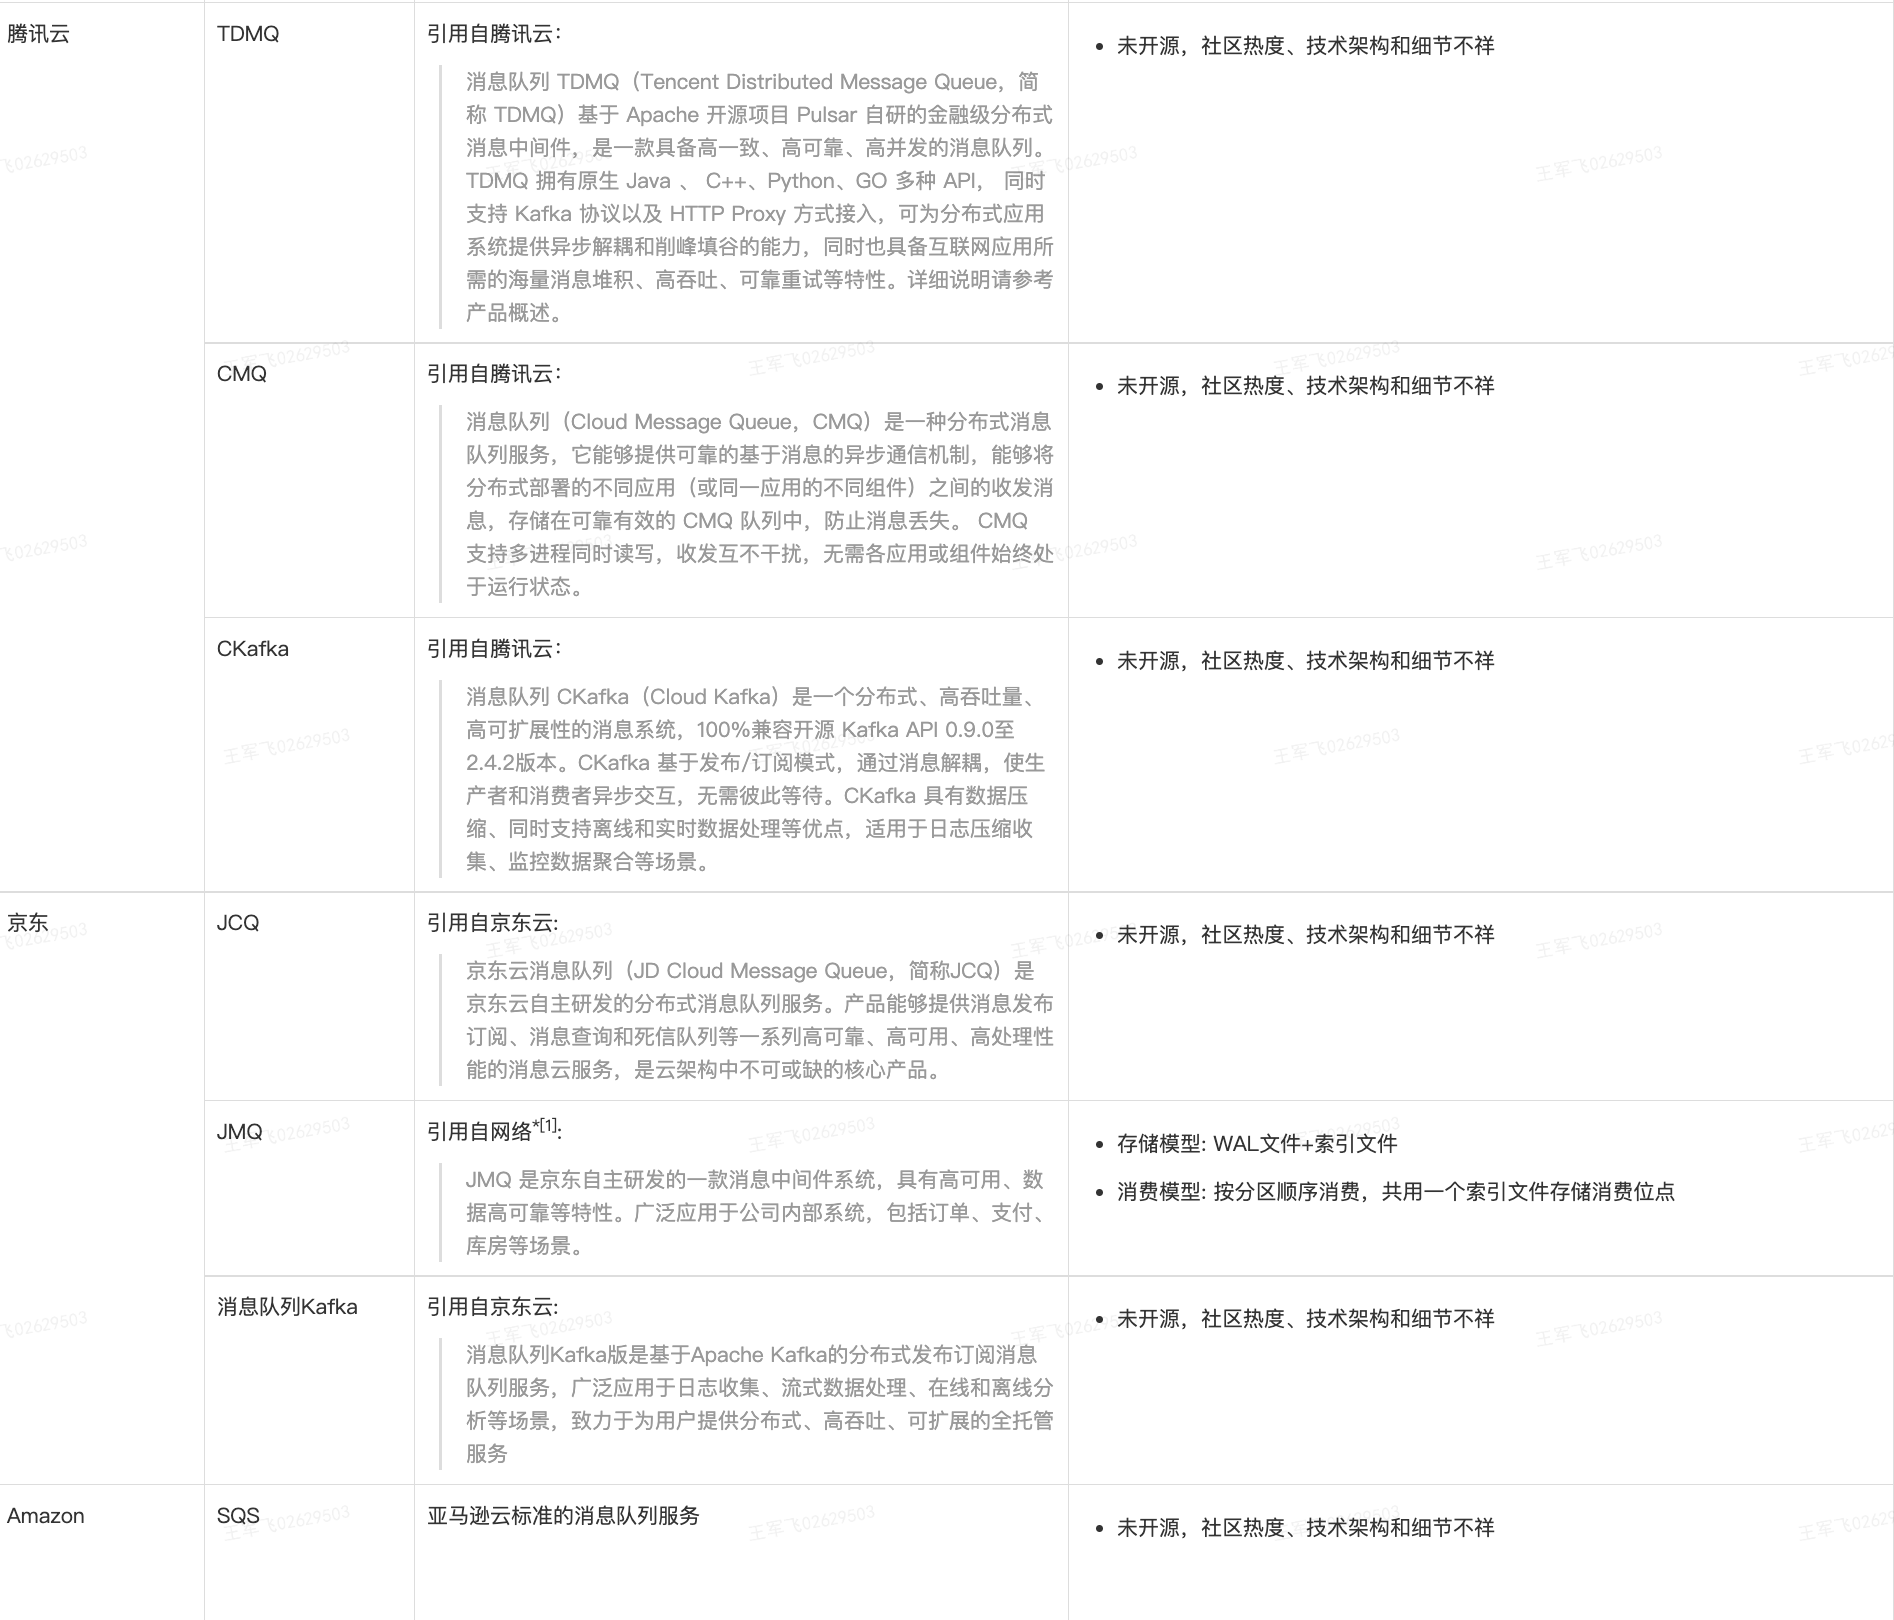 腾讯云
TDMQ
引用自腾讯云：
消息队列 TDMQ（Tencent Distributed Message Queue，简
称 TDMQ）基于 Apache 开源项目 Pulsar 自研的金融级分布式
消息中间件，是一款具备高一致、高可靠、高并发的消息队列。
TDMQ 拥有原生 Java 、 C++、Python、GO 多种 API， 同时
支持 Kafka 协议以及 HTTP Proxy 方式接入，可为分布式应用
系统提供异步解耦和削峰填谷的能力，同时也具备互联网应用所
需的海量消息堆积、高吞吐、可靠重试等特性。详细说明请参考
产品概述。
• 未开源，社区热度、技术架构和细节不祥
CMQ
引用自腾讯云：
消息队列（Cloud Message Queue，CMQ）是一种分布式消息
队列服务，它能够提供可靠的基于消息的异步通信机制，能够将
分布式部署的不同应用（或同一应用的不同组件）之间的收发消
息，存储在可靠有效的 CMQ 队列中，防止消息丢失。 CMQ
支持多进程同时读写，收发互不干扰，无需各应用或组件始终处
于运行状态。
• 未开源，社区热度、技术架构和细节不祥
CKafka
引用自腾讯云：
消息队列 CKafka（Cloud Kafka）是一个分布式、高吞吐量、
高可扩展性的消息系统，100%兼容开源 Kafka API 0.9.0至
2.4.2版本。CKafka 基于发布/订阅模式，通过消息解耦，使生
产者和消费者异步交互，无需彼此等待。CKafka 具有数据压
缩、同时支持离线和实时数据处理等优点，适用于日志压缩收
集、监控数据聚合等场景。
• 未开源，社区热度、技术架构和细节不祥
京东
JCQ
引用自京东云:
京东云消息队列（JD Cloud Message Queue，简称JCQ）是
京东云自主研发的分布式消息队列服务。产品能够提供消息发布
订阅、消息查询和死信队列等一系列高可靠、高可用、高处理性
能的消息云服务，是云架构中不可或缺的核心产品。
• 未开源，社区热度、技术架构和细节不祥
JMQ
引用自网络*[1]:
JMQ 是京东自主研发的一款消息中间件系统，具有高可用、数
据高可靠等特性。广泛应用于公司内部系统，包括订单、支付、
库房等场景。
• 存储模型: WAL文件+索引文件
• 消费模型: 按分区顺序消费，共用一个索引文件存储消费位点
消息队列Kafka
引用自京东云:
消息队列Kafka版是基于Apache Kafka的分布式发布订阅消息
队列服务，广泛应用于日志收集、流式数据处理、在线和离线分
析等场景，致力于为用户提供分布式、高吞吐、可扩展的全托管
服务
• 未开源，社区热度、技术架构和细节不祥
Amazon
SQS
亚马逊云标准的消息队列服务
• 未开源，社区热度、技术架构和细节不祥
王军飞02629503